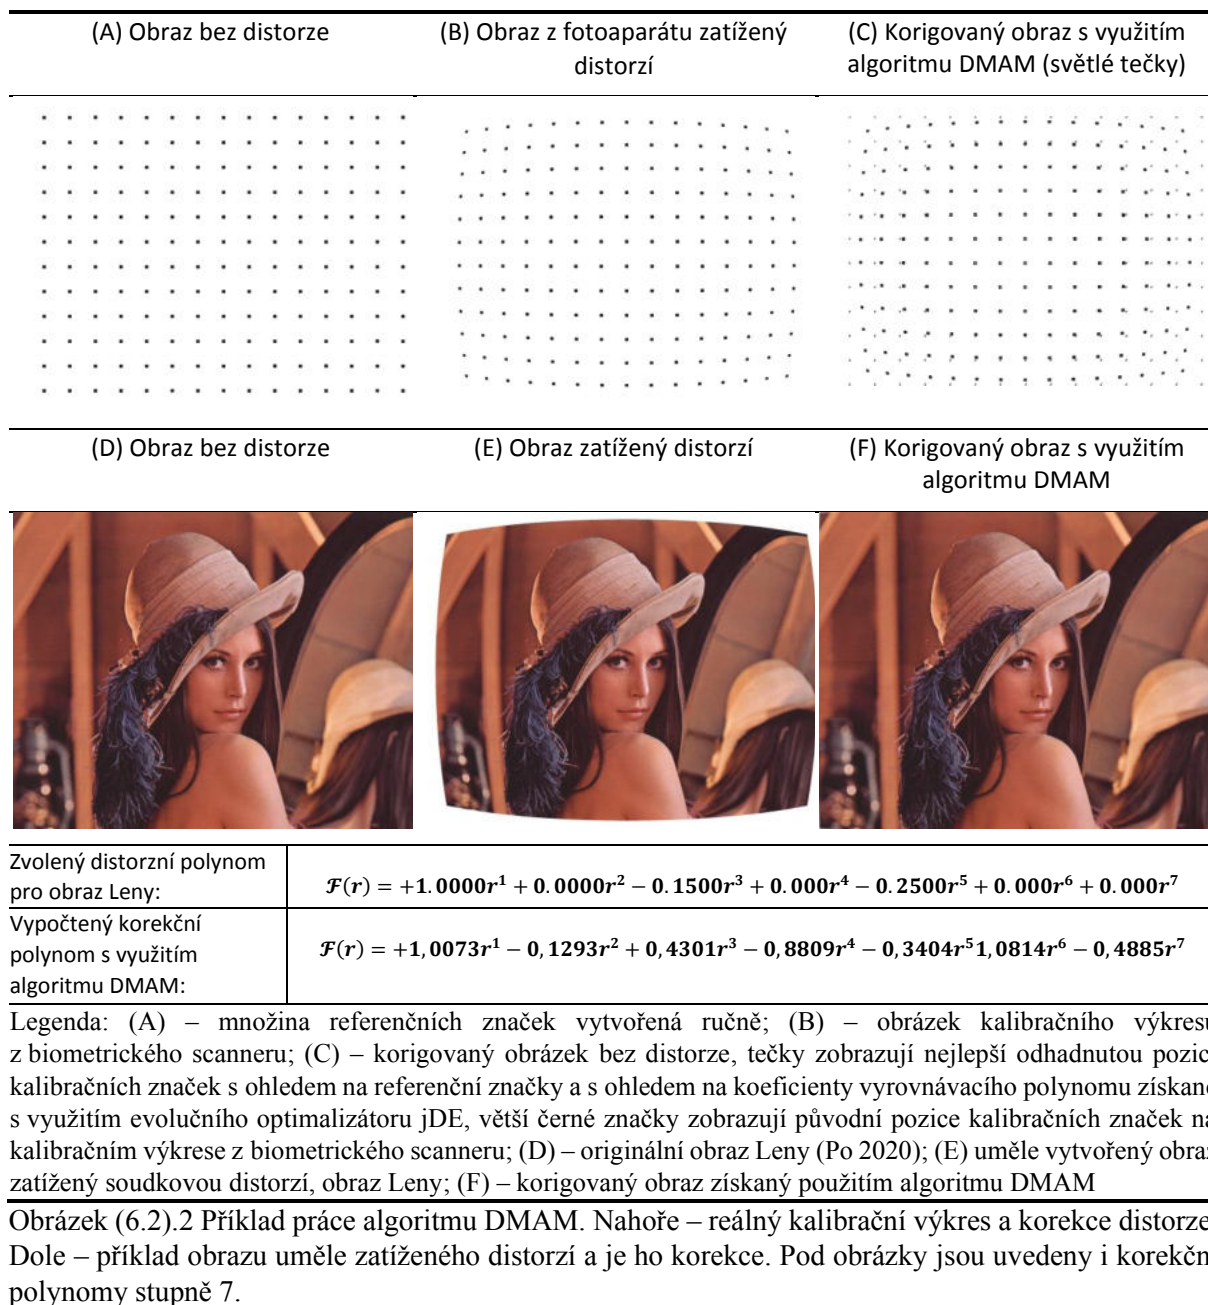 (A) Obraz bez distorze
(B) Obraz z fotoaparátu zatížený
distorzí
(C) Korigovaný obraz s využitím
algoritmu DMAM (světlé tečky)
(D) Obraz bez distorze
(E) Obraz zatížený distorzí
(F) Korigovaný obraz s využitím
algoritmu DMAM
Zvolený distorzní polynom
pro obraz Leny:
𝓕(r) = +1.0000r¹ + 0.0000r² − 0.1500r³ + 0.000r⁴ − 0.2500r⁵ + 0.000r⁶ + 0.000r⁷
Vypočtený korekční
polynom s využitím
algoritmu DMAM:
𝓕(r) = +1,0073r¹ − 0,1293r² + 0,4301r³ − 0,8809r⁴ − 0,3404r⁵1,0814r⁶ − 0,4885r⁷
Legenda: (A) – množina referenčních značek vytvořená ručně; (B) – obrázek kalibračního výkresu
z biometrického scanneru; (C) – korigovaný obrázek bez distorze, tečky zobrazují nejlepší odhadnutou pozic
kalibračních značek s ohledem na referenční značky a s ohledem na koeficienty vyrovnávacího polynomu získané
s využitím evolučního optimalizátoru jDE, větší černé značky zobrazují původní pozice kalibračních značek na
kalibračním výkrese z biometrického scanneru; (D) – originální obraz Leny (Po 2020); (E) uměle vytvořený obraz
zatížený soudkovou distorzí, obraz Leny; (F) – korigovaný obraz získaný použitím algoritmu DMAM
Obrázek (6.2).2 Příklad práce algoritmu DMAM. Nahoře – reálný kalibrační výkres a korekce distorze
Dole – příklad obrazu uměle zatíženého distorzí a je ho korekce. Pod obrázky jsou uvedeny i korekčn
polynomy stupně 7.